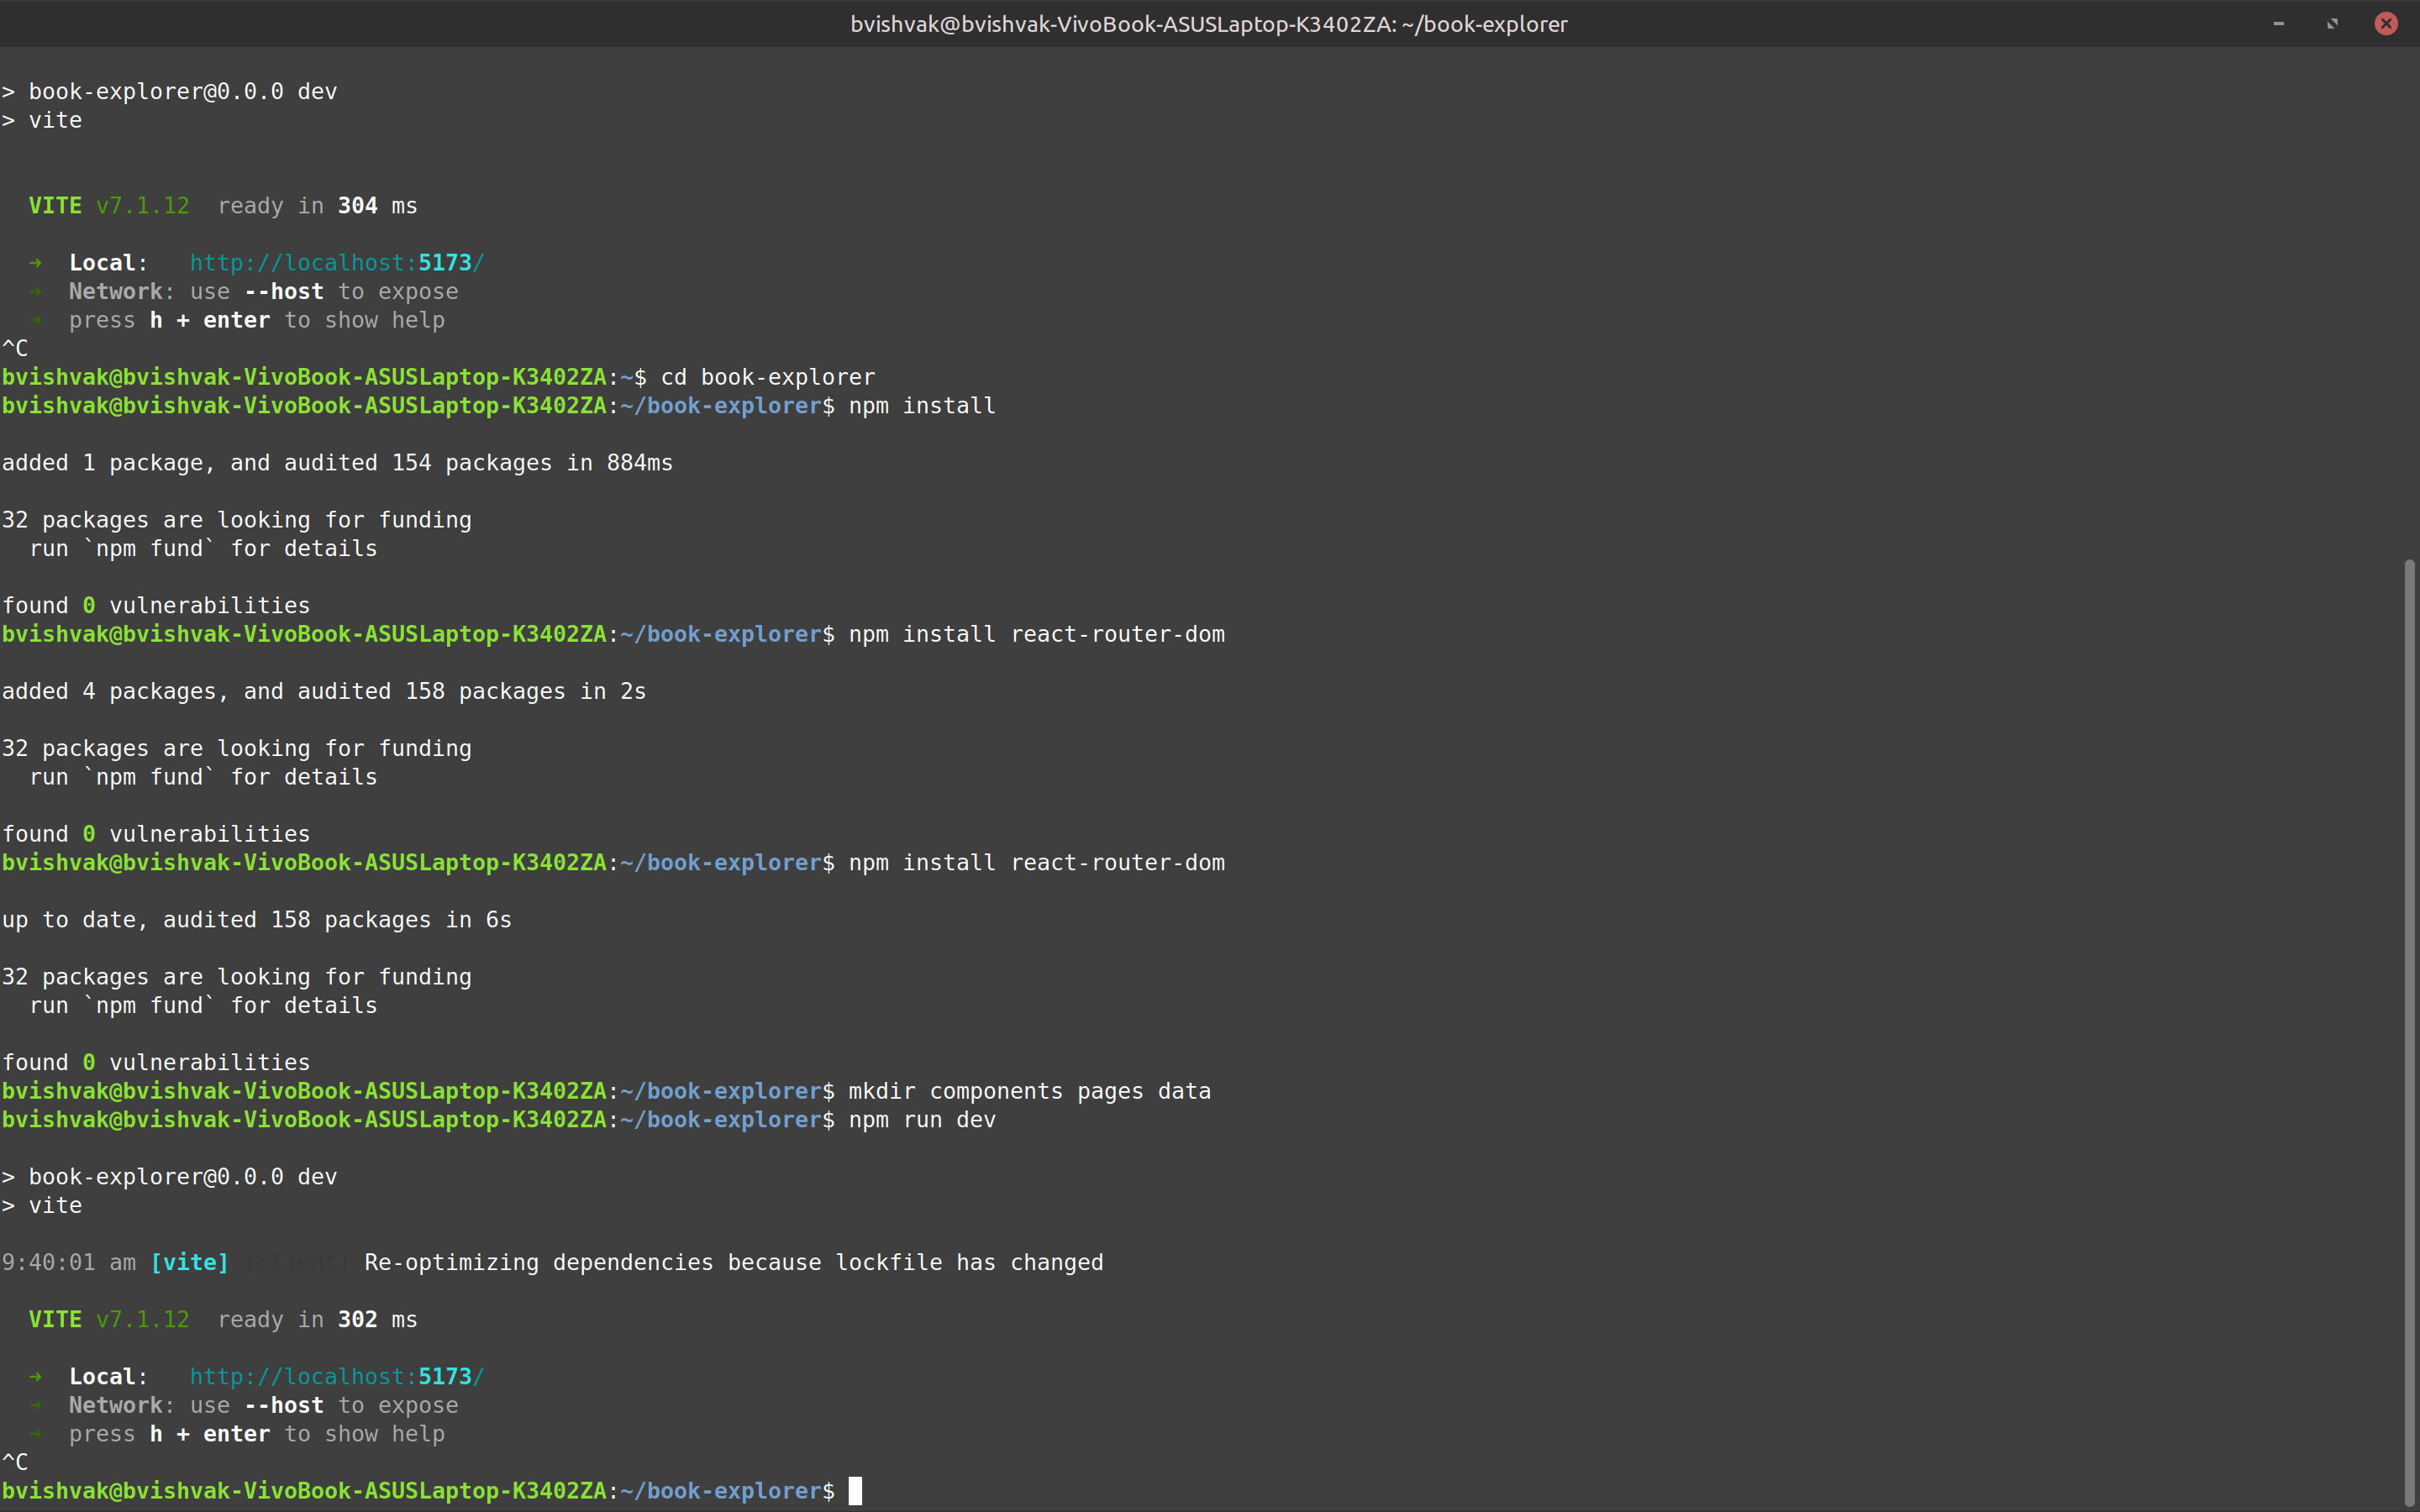 bvishvak@bvishvak-VivoBook-ASUSLaptop-K3402ZA: ~/book-explorer
> book-explorer@0.0.0 dev
> vite
VITE v7.1.12  ready in 304 ms
➜  Local:   http://localhost:5173/
➜  Network: use --host to expose
➜  press h + enter to show help
^C
bvishvak@bvishvak-VivoBook-ASUSLaptop-K3402ZA:~$ cd book-explorer
bvishvak@bvishvak-VivoBook-ASUSLaptop-K3402ZA:~/book-explorer$ npm install
added 1 package, and audited 154 packages in 884ms
32 packages are looking for funding
  run `npm fund` for details
found 0 vulnerabilities
bvishvak@bvishvak-VivoBook-ASUSLaptop-K3402ZA:~/book-explorer$ npm install react-router-dom
added 4 packages, and audited 158 packages in 2s
32 packages are looking for funding
  run `npm fund` for details
found 0 vulnerabilities
bvishvak@bvishvak-VivoBook-ASUSLaptop-K3402ZA:~/book-explorer$ npm install react-router-dom
up to date, audited 158 packages in 6s
32 packages are looking for funding
  run `npm fund` for details
found 0 vulnerabilities
bvishvak@bvishvak-VivoBook-ASUSLaptop-K3402ZA:~/book-explorer$ mkdir components pages data
bvishvak@bvishvak-VivoBook-ASUSLaptop-K3402ZA:~/book-explorer$ npm run dev
> book-explorer@0.0.0 dev
> vite
9:40:01 am [vite] (client) Re-optimizing dependencies because lockfile has changed
VITE v7.1.12  ready in 302 ms
➜  Local:   http://localhost:5173/
➜  Network: use --host to expose
➜  press h + enter to show help
^C
bvishvak@bvishvak-VivoBook-ASUSLaptop-K3402ZA:~/book-explorer$